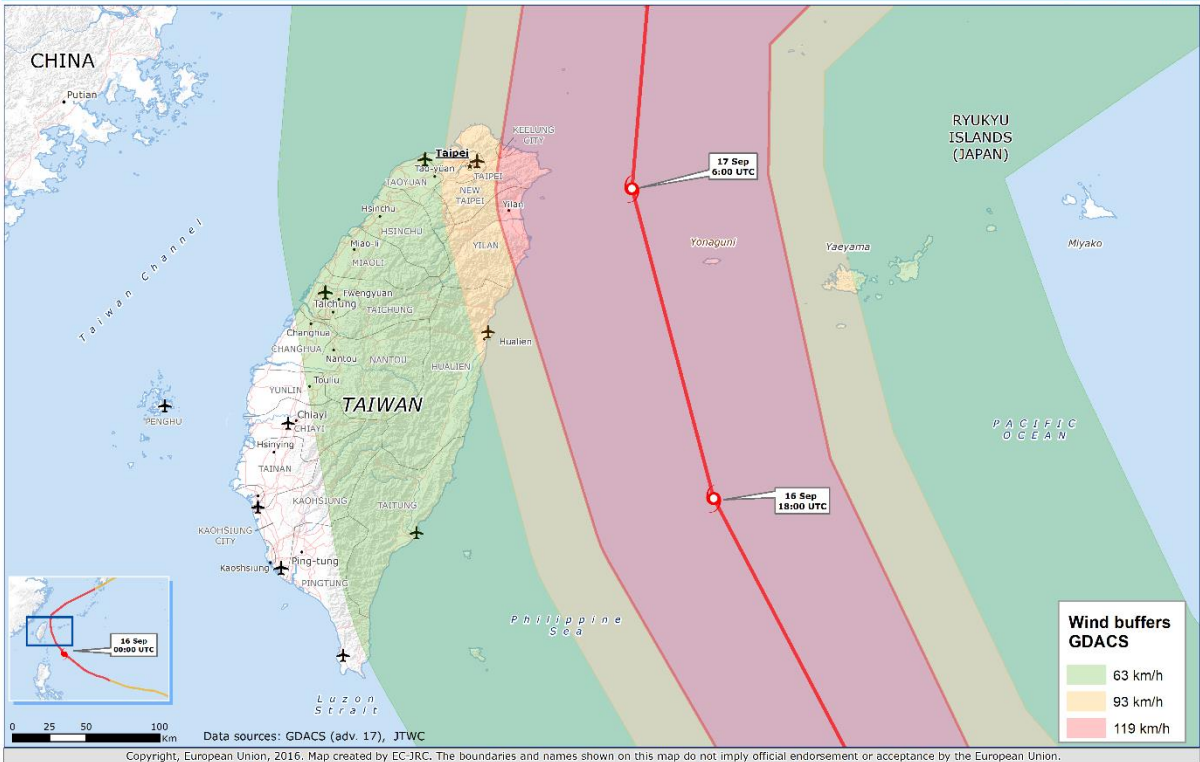 CHINA
Putian
RYUKYU
ISLANDS
(JAPAN)
KEELUNG
CITY
Taipei
17 Sep
6:00 UTC
Tao-yuan
TAIPEI
TAOYUAN
NEW
TAIPEI
Hsinchu
Yilan
HSINCHU
Miyako
Miao-li
YILAN
Yonaguni
Yaeyama
MIAOLI
Taiwan Channel
Fwengyuan
Taichung
TAICHUNG
Changhua
CHANGHUA
Hualien
Nantou
NANTOU
HUALIEN
Touliu
YUNLIN
TAIWAN
PENGHU
Chiayi
CHIAYI
PACIFIC
OCEAN
Hsinying
TAINAN
16 Sep
18:00 UTC
KAOHSIUNG
TAITUNG
KAOHSIUNG
CITY
Ping-tung
Kaoshsiung
PINGTUNG
Philippine
Sea
16 Sep
00:00 UTC
Luzon
Strait
Wind buffers
GDACS
63 km/h
93 km/h
119 km/h
0 25 50 100
Km
Data sources: GDACS (adv. 17), JTWC
Copyright, European Union, 2016. Map created by EC-JRC. The boundaries and names shown on this map do not imply official endorsement or acceptance by the European Union.